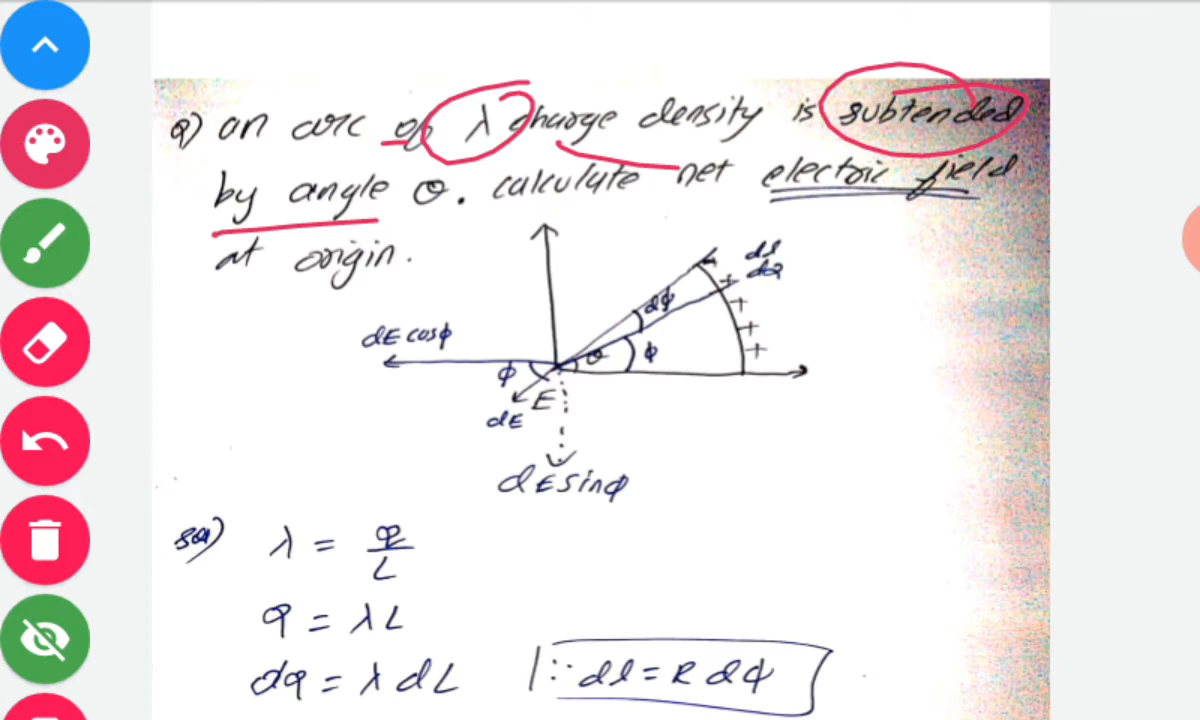 Q) an arc of λ charge density is subtended
by angle θ. calculate net electric field
at origin.
dl
dq
dφ
dE cosφ
θ
φ
φ
E
dE
dE sinφ
sol) λ = q/L
q = λL
dq = λ dL | ∵ dl = R dφ